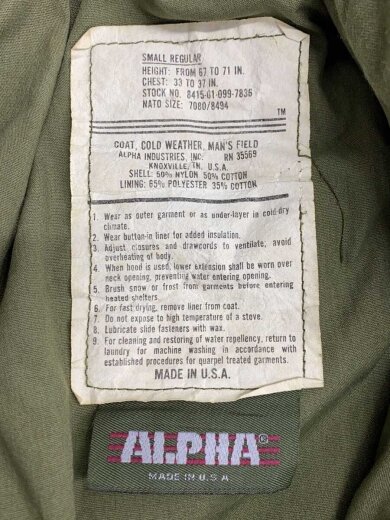 SMALL REGULAR
HEIGHT: FROM 67 TO 71 IN.
CHEST: 33 TO 37 IN.
STOCK NO. 8415-01-099-7836
NATO SIZE: 7080/8494
TM
COAT, COLD WEATHER, MAN'S FIELD
ALPHA INDUSTRIES, INC. RN 35569
KNOXVILLE, TN. U.S.A.
SHELL: 50% NYLON 50% COTTON
LINING: 65% POLYESTER 35% COTTON
1. Wear as outer garment or as under-layer in cold dry
climate.
2. Wear button-in liner for added insulation.
3. Adjust closures and drawcords to ventilate, avoid
overheating of body.
4. When hood is used, lower extension shall be worn over
neck opening, preventing water entering opening.
5. Brush snow or frost from garments before entering
heated shelters.
6. For fast drying, remove liner from coat.
7. Do not expose to high temperature of a stove.
8. Lubricate slide fasteners with wax.
9. For cleaning and restoring of water repellency, return to
laundry for machine washing in accordance with
established procedures for quarpel treated garments.
MADE IN U.S.A.
ALPHA®
MADE IN U.S.A